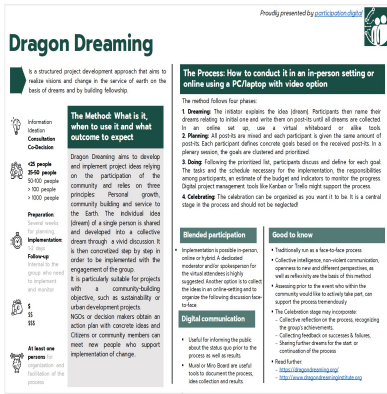 Proudly presented by participation.digital
Dragon Dreaming
Is a structured project development approach that aims to
realize visions and change in the service of earth on the
basis of dreams and by building fellowship.
Information
Ideation
Consultation
Co-Decision
<25 people
25-50 people
50-100 people
> 100 people
> 1000 people
Preparation:
Several weeks
for planning,
Implementation:
1-2 days
Follow-up
Internal to the
group who need
to implement
and monitor
$
$$
$$$
At least one
persons for
organisation and
facilitation of the
process
The Method: What is it,
when to use it and what
outcome to expect
Dragon Dreaming aims to develop
and implement project ideas relying
on the participation of the
community and relies on three
principles: Personal growth,
community building and service to
the Earth. The individual idea
(dream) of a single person is shared
and developed into a collective
dream through a vivid discussion It
is then concretized step by step in
order to be implemented with the
engagement of the group.
It is particularly suitable for projects
with a community-building
objective, such as sustainability or
urban development projects.
NGOs or decision makers obtain an
action plan with concrete ideas and
Citizens or community members can
meet new people who will support
implementation of change.
The Process: How to conduct it in an in-person setting or
online using a PC/laptop with video option
The method follows four phases:
1. Dreaming: The initiator explains the idea (dream). Participants then name their
dreams relating to initial one and write them on post-its until all dreams are collected.
In an online set up, use a virtual whiteboard or alike tools.
2. Planning: All post-its are mixed and each participant is given the same amount of
post-its. Each participant defines concrete goals based on the received post-its. In a
plenary session, the goals are clustered and prioritized.
3. Doing: Following the prioritized list, participants discuss and define for each goal:
The tasks and the schedule necessary for the implementation, the responsibilities
among participants, an estimate of the budget and indicators to monitor the progress.
Digital project management tools like Kanban or Trello might support the process.
4. Celebrating: The celebration can be organized as you want it to be. It is a central
stage in the process and should not be neglected!
Blended participation
Implementation is possible in-person,
online or hybrid. A dedicated
moderator and/or spokesperson for
the virtual attenders is highly
suggested. Another option is to collect
the ideas in an online-setting and to
organize the following discussion face-
to-face.
Digital communication
Useful for informing the public
about the status quo prior to the
process as well as results.
Mural or Miro Board are useful
tools to document the process,
idea collection and results.
Good to know
Traditionally run as a face-to-face process
Collective intelligence, non-violent communication,
openness to new and different perspectives, as
well as reflexivity are the basis of this method
Assessing prior to the event who within the
community would like to actively take part, can
support the process tremendously
The Celebration stage may incorporate:
– Collective reflection on the process, recognizing
the group's achievements,
– Collecting feedback on successes & failures,
– Sharing further dreams for the start or
continuation of the process
Read further:
– https://dragondreaming.org/
– http://www.dragondreaminginstitute.org